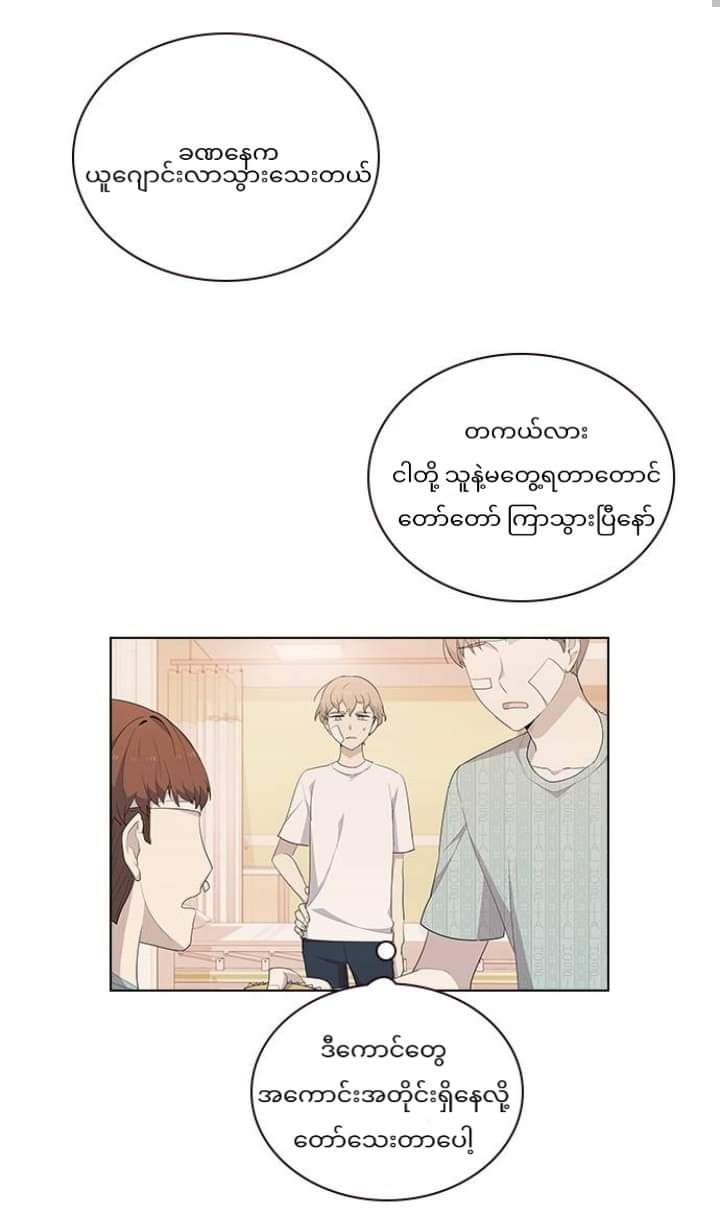 ခဏနေက
ယူဂျောင်းလာသွားသေးတယ်
တကယ်လား
ငါတို့ သူနဲ့မတွေ့ရတာတောင်
တော်တော် ကြာသွားပြီနော်
ဒီကောင်တွေ
အကောင်းအတိုင်းရှိနေလို့
တော်သေးတာပေါ့